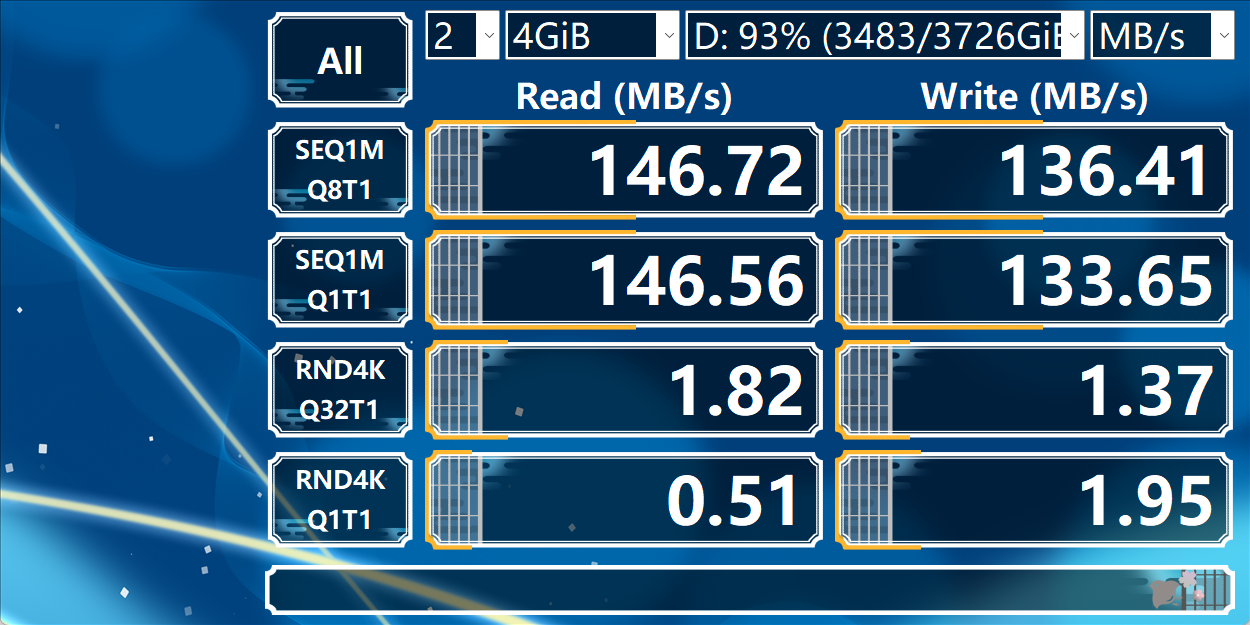 All
2
4GiB
D: 93% (3483/3726GiB
MB/s
Read (MB/s)
Write (MB/s)
SEQ1M
Q8T1
146.72
136.41
SEQ1M
Q1T1
146.56
133.65
RND4K
Q32T1
1.82
1.37
RND4K
Q1T1
0.51
1.95